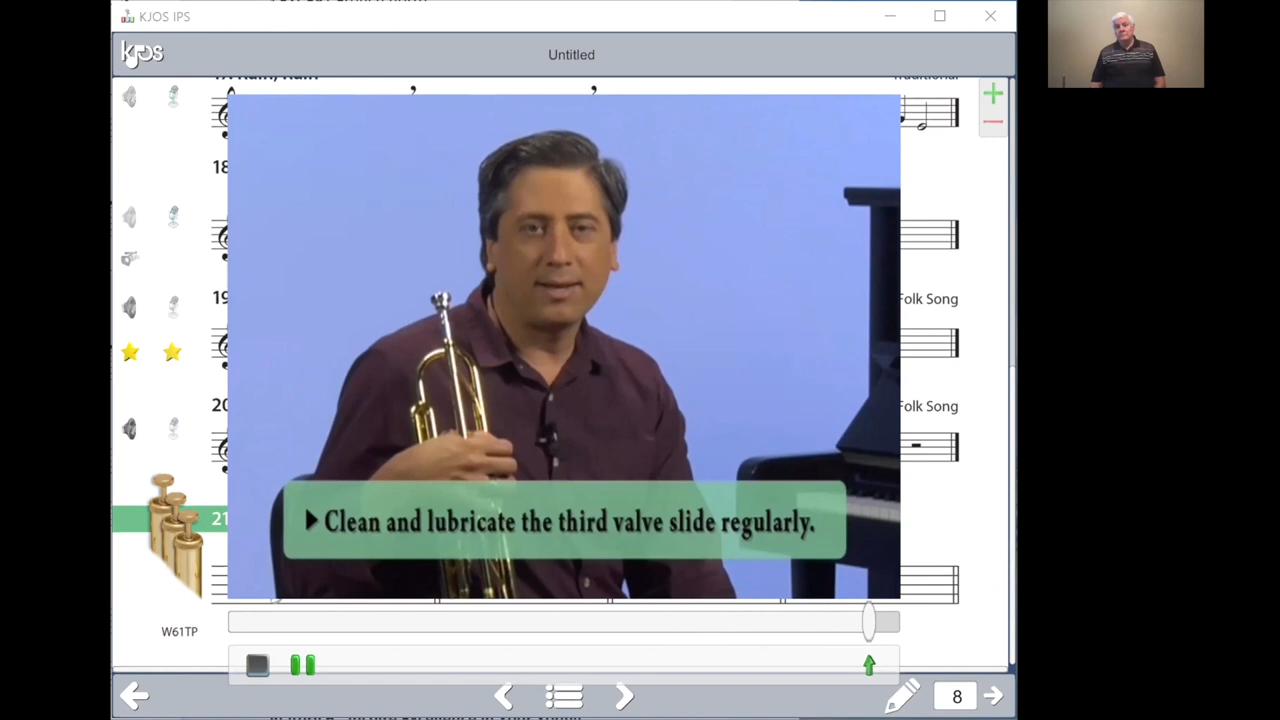 KJOS IPS
kjos
Untitled
18
19
Folk Song
20
Folk Song
▶ Clean and lubricate the third valve slide regularly.
21
W61TP
8